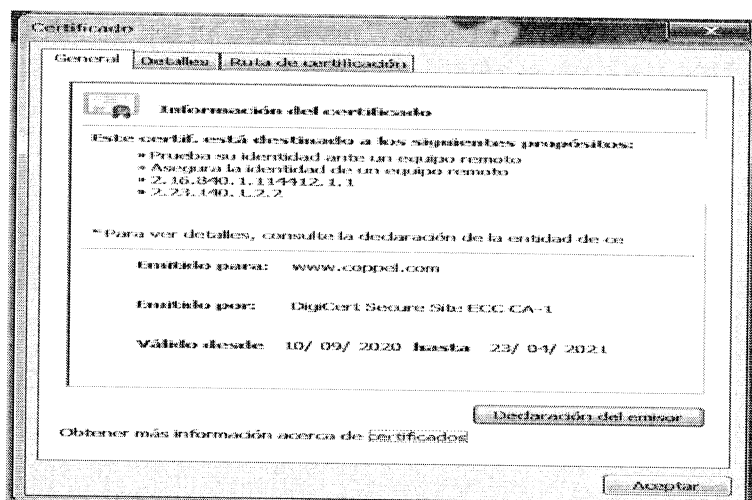 Certificado
General Detalles Ruta de certificación
Información del certificado
Este certif. está destinado a los siguientes propósitos:
• Prueba su identidad ante un equipo remoto
• Asegura la identidad de un equipo remoto
• 2.16.840.1.114412.1.1
• 2.23.140.1.2.2
* Para ver detalles, consulte la declaración de la entidad de ce
Emitido para: www.coppel.com
Emitido por: DigiCert Secure Site ECC CA-1
Válido desde 10/ 09/ 2020 hasta 23/ 04/ 2021
Declaración del emisor
Obtener más información acerca de certificados
Aceptar